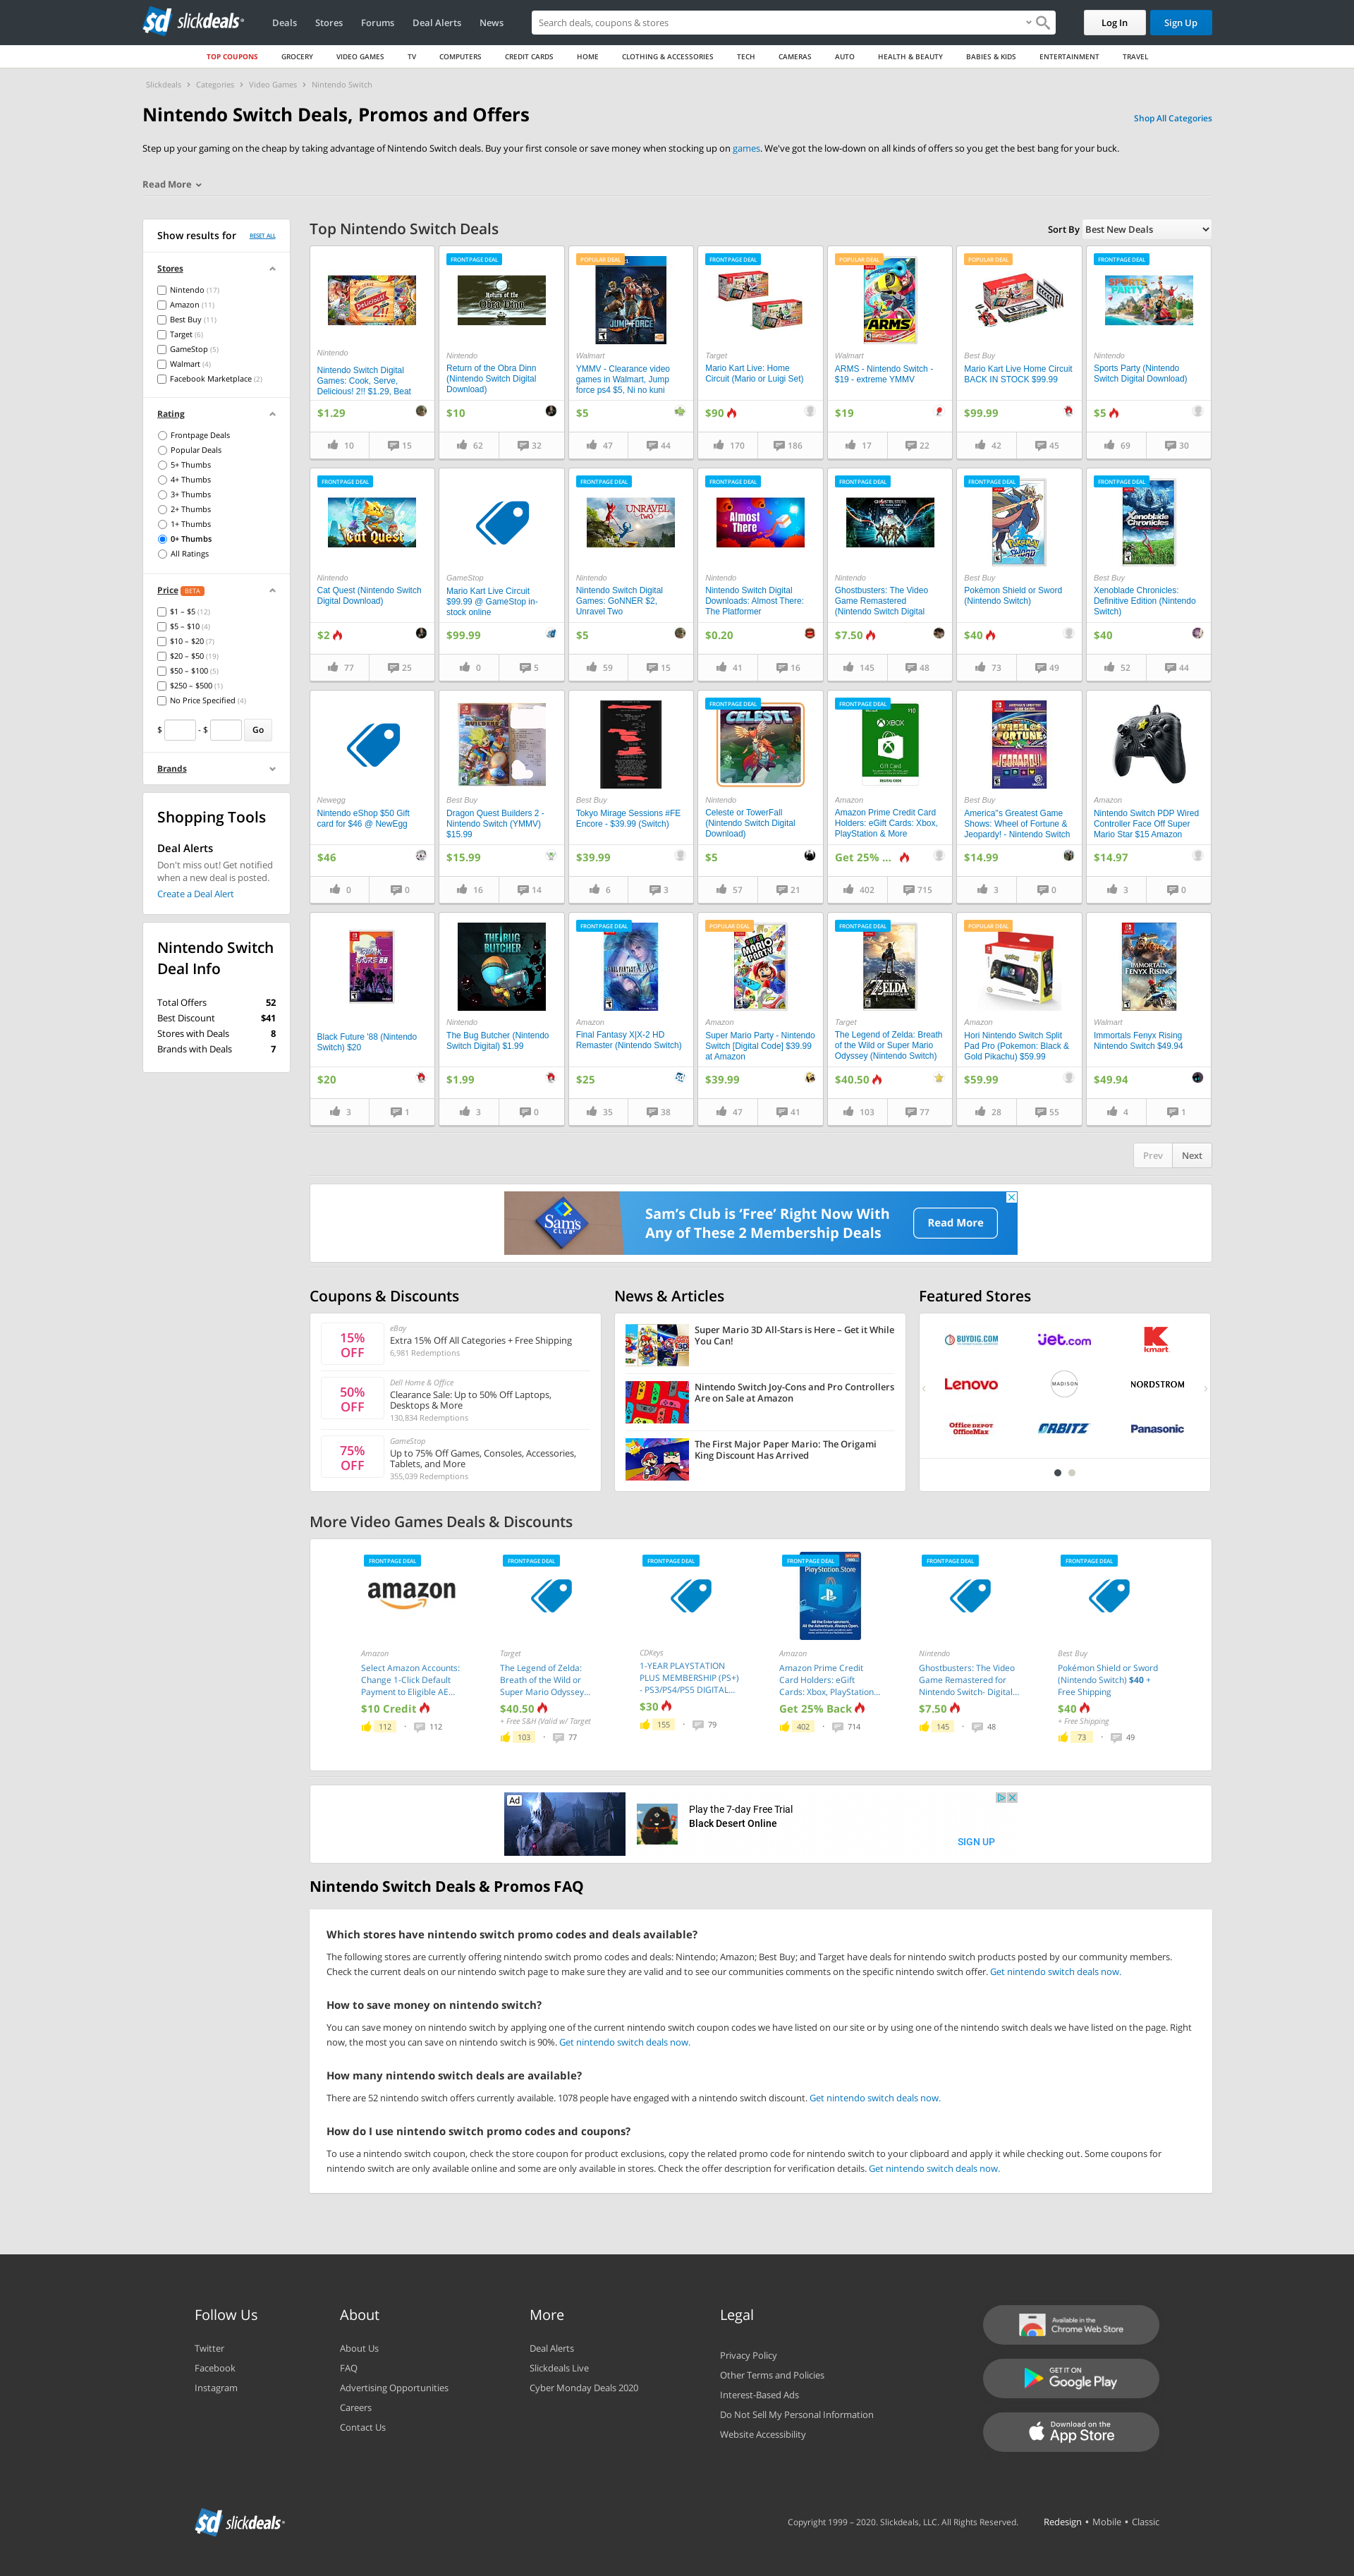 slickdeals
Deals Stores Forums Deal Alerts News
Search deals, coupons & stores
Log In Sign Up
TOP COUPONS GROCERY VIDEO GAMES TV COMPUTERS CREDIT CARDS HOME CLOTHING & ACCESSORIES TECH CAMERAS AUTO HEALTH & BEAUTY BABIES & KIDS ENTERTAINMENT TRAVEL
Slickdeals › Categories › Video Games › Nintendo Switch
Nintendo Switch Deals, Promos and Offers
Shop All Categories
Step up your gaming on the cheap by taking advantage of Nintendo Switch deals. Buy your first console or save money when stocking up on games. We've got the low-down on all kinds of offers so you get the best bang for your buck.
Read More
Show results for RESET ALL
Stores
Nintendo (17)
Amazon (11)
Best Buy (11)
Target (6)
GameStop (5)
Walmart (4)
Facebook Marketplace (2)
Rating
Frontpage Deals
Popular Deals
5+ Thumbs
4+ Thumbs
3+ Thumbs
2+ Thumbs
1+ Thumbs
0+ Thumbs
All Ratings
Price BETA
$1 – $5 (12)
$5 – $10 (4)
$10 – $20 (7)
$20 – $50 (19)
$50 – $100 (5)
$250 – $500 (1)
No Price Specified (4)
$ - $ Go
Brands
Shopping Tools
Deal Alerts
Don't miss out! Get notified
when a new deal is posted.
Create a Deal Alert
Nintendo Switch
Deal Info
Total Offers 52
Best Discount $41
Stores with Deals 8
Brands with Deals 7
Top Nintendo Switch Deals
Sort By Best New Deals
Nintendo
Nintendo Switch Digital
Games: Cook, Serve,
Delicious! 2!! $1.29, Beat
$1.29
10 15
FRONTPAGE DEAL
Return of the
Obra Dinn
Nintendo
Return of the Obra Dinn
(Nintendo Switch Digital
Download)
$10
62 32
POPULAR DEAL
JUMP FORCE
Walmart
YMMV - Clearance video
games in Walmart, Jump
force ps4 $5, Ni no kuni
$5
47 44
FRONTPAGE DEAL
Target
Mario Kart Live: Home
Circuit (Mario or Luigi Set)
$90
170 186
POPULAR DEAL
ARMS
Walmart
ARMS - Nintendo Switch -
$19 - extreme YMMV
$19
17 22
POPULAR DEAL
Best Buy
Mario Kart Live Home Circuit
BACK IN STOCK $99.99
$99.99
42 45
FRONTPAGE DEAL
SPORTS
PARTY
Nintendo
Sports Party (Nintendo
Switch Digital Download)
$5
69 30
FRONTPAGE DEAL
Cat Quest
Nintendo
Cat Quest (Nintendo Switch
Digital Download)
$2
77 25
GameStop
Mario Kart Live Circuit
$99.99 @ GameStop in-
stock online
$99.99
0 5
FRONTPAGE DEAL
UNRAVEL
TWO
Nintendo
Nintendo Switch Digital
Games: GoNNER $2,
Unravel Two
$5
59 15
FRONTPAGE DEAL
Almost
There
Nintendo
Nintendo Switch Digital
Downloads: Almost There:
The Platformer
$0.20
41 16
FRONTPAGE DEAL
GHOSTBUSTERS
Nintendo
Ghostbusters: The Video
Game Remastered
(Nintendo Switch Digital
$7.50
145 48
FRONTPAGE DEAL
Pokémon
SWORD
Best Buy
Pokémon Shield or Sword
(Nintendo Switch)
$40
73 49
FRONTPAGE DEAL
Xenoblade
Chronicles
Best Buy
Xenoblade Chronicles:
Definitive Edition (Nintendo
Switch)
$40
52 44
Newegg
Nintendo eShop $50 Gift
card for $46 @ NewEgg
$46
0 0
BUILDERS
Best Buy
Dragon Quest Builders 2 -
Nintendo Switch (YMMV)
$15.99
$15.99
16 14
Best Buy
Tokyo Mirage Sessions #FE
Encore - $39.99 (Switch)
$39.99
6 3
FRONTPAGE DEAL
CELESTE
Nintendo
Celeste or TowerFall
(Nintendo Switch Digital
Download)
$5
57 21
FRONTPAGE DEAL
$10
XBOX
Amazon
Amazon Prime Credit Card
Holders: eGift Cards: Xbox,
PlayStation & More
Get 25% ...
402 715
WHEEL OF
FORTUNE
JEOPARDY!
Best Buy
America"s Greatest Game
Shows: Wheel of Fortune &
Jeopardy! - Nintendo Switch
$14.99
3 0
Amazon
Nintendo Switch PDP Wired
Controller Face Off Super
Mario Star $15 Amazon
$14.97
3 0
Black Future '88 (Nintendo
Switch) $20
$20
3 1
THE BUG
BUTCHER
Nintendo
The Bug Butcher (Nintendo
Switch Digital) $1.99
$1.99
3 0
FRONTPAGE DEAL
Amazon
Final Fantasy X|X-2 HD
Remaster (Nintendo Switch)
$25
35 38
POPULAR DEAL
SUPER
MARIO
PARTY
Amazon
Super Mario Party - Nintendo
Switch [Digital Code] $39.99
at Amazon
$39.99
47 41
FRONTPAGE DEAL
ZELDA
Target
The Legend of Zelda: Breath
of the Wild or Super Mario
Odyssey (Nintendo Switch)
$40.50
103 77
POPULAR DEAL
Amazon
Hori Nintendo Switch Split
Pad Pro (Pokemon: Black &
Gold Pikachu) $59.99
$59.99
28 55
IMMORTALS
FENYX RISING
Walmart
Immortals Fenyx Rising
Nintendo Switch $49.94
$49.94
4 1
Prev Next
Sam's
CLUB
Sam's Club is 'Free' Right Now With
Any of These 2 Membership Deals
Read More
Coupons & Discounts
15%
OFF
eBay
Extra 15% Off All Categories + Free Shipping
6,981 Redemptions
50%
OFF
Dell Home & Office
Clearance Sale: Up to 50% Off Laptops,
Desktops & More
130,834 Redemptions
75%
OFF
GameStop
Up to 75% Off Games, Consoles, Accessories,
Tablets, and More
355,039 Redemptions
News & Articles
Super Mario 3D All-Stars is Here – Get it While
You Can!
Nintendo Switch Joy-Cons and Pro Controllers
Are on Sale at Amazon
The First Major Paper Mario: The Origami
King Discount Has Arrived
Featured Stores
BUYDIG.COM jet.com kmart
Lenovo MADISON NORDSTROM
Office DEPOT
OfficeMax
ORBITZ Panasonic
More Video Games Deals & Discounts
FRONTPAGE DEAL
amazon
Amazon
Select Amazon Accounts:
Change 1-Click Default
Payment to Eligible AE...
$10 Credit
112 · 112
FRONTPAGE DEAL
Target
The Legend of Zelda:
Breath of the Wild or
Super Mario Odyssey...
$40.50
+ Free S&H (Valid w/ Target
103 · 77
FRONTPAGE DEAL
CDKeys
1-YEAR PLAYSTATION
PLUS MEMBERSHIP (PS+)
- PS3/PS4/PS5 DIGITAL...
$30
155 · 79
FRONTPAGE DEAL
PlayStation Store
Amazon
Amazon Prime Credit
Card Holders: eGift
Cards: Xbox, PlayStation...
Get 25% Back
402 · 714
FRONTPAGE DEAL
Nintendo
Ghostbusters: The Video
Game Remastered for
Nintendo Switch- Digital...
$7.50
145 · 48
FRONTPAGE DEAL
Best Buy
Pokémon Shield or Sword
(Nintendo Switch) $40 +
Free Shipping
$40
+ Free Shipping
73 · 49
Ad
Play the 7-day Free Trial
Black Desert Online
SIGN UP
Nintendo Switch Deals & Promos FAQ
Which stores have nintendo switch promo codes and deals available?
The following stores are currently offering nintendo switch promo codes and deals: Nintendo; Amazon; Best Buy; and Target have deals for nintendo switch products posted by our community members.
Check the current deals on our nintendo switch page to make sure they are valid and to see our communities comments on the specific nintendo switch offer. Get nintendo switch deals now.
How to save money on nintendo switch?
You can save money on nintendo switch by applying one of the current nintendo switch coupon codes we have listed on our site or by using one of the nintendo switch deals we have listed on the page. Right
now, the most you can save on nintendo switch is 90%. Get nintendo switch deals now.
How many nintendo switch deals are available?
There are 52 nintendo switch offers currently available. 1078 people have engaged with a nintendo switch discount. Get nintendo switch deals now.
How do I use nintendo switch promo codes and coupons?
To use a nintendo switch coupon, check the store coupon for product exclusions, copy the related promo code for nintendo switch to your clipboard and apply it while checking out. Some coupons for
nintendo switch are only available online and some are only available in stores. Check the offer description for verification details. Get nintendo switch deals now.
Follow Us
Twitter
Facebook
Instagram
About
About Us
FAQ
Advertising Opportunities
Careers
Contact Us
More
Deal Alerts
Slickdeals Live
Cyber Monday Deals 2020
Legal
Privacy Policy
Other Terms and Policies
Interest-Based Ads
Do Not Sell My Personal Information
Website Accessibility
Available in the
Chrome Web Store
GET IT ON
Google Play
Download on the
App Store
slickdeals
Copyright 1999 – 2020. Slickdeals, LLC. All Rights Reserved. Redesign • Mobile • Classic